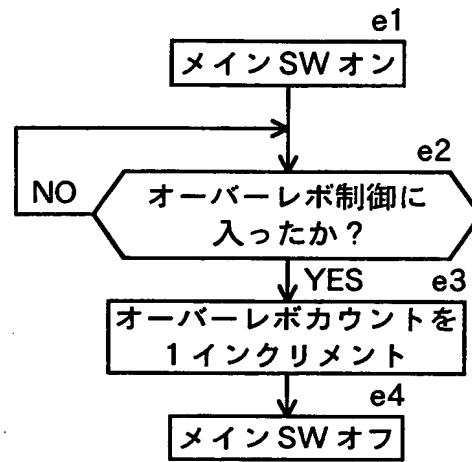 e1
メインSWオン
e2
NO
オーバーレボ制御に
入ったか？
YES
e3
オーバーレボカウントを
1インクリメント
e4
メインSWオフ